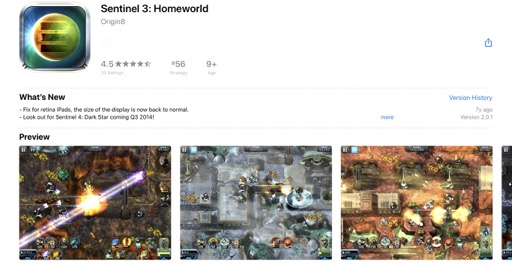 Sentinel 3: Homeworld
Origin8
4.5 ★★★★★ #56 9+
20 Ratings Strategy Age
What's New Version History
- Fix for retina iPads, the size of the display is now back to normal. 7y ago
- Look out for Sentinel 4: Dark Star coming Q3 2014! more Version 2.0.1
Preview